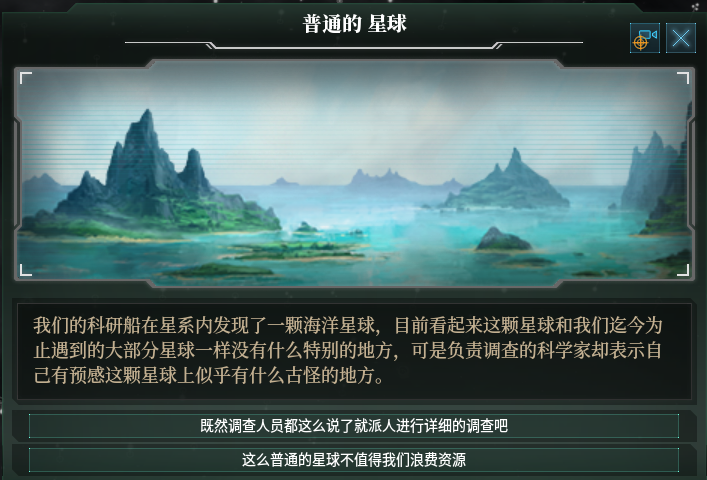 普通的 星球
我们的科研船在星系内发现了一颗海洋星球，目前看起来这颗星球和我们迄今为
止遇到的大部分星球一样没有什么特别的地方，可是负责调查的科学家却表示自
己有预感这颗星球上似乎有什么古怪的地方。
既然调查人员都这么说了就派人进行详细的调查吧
这么普通的星球不值得我们浪费资源